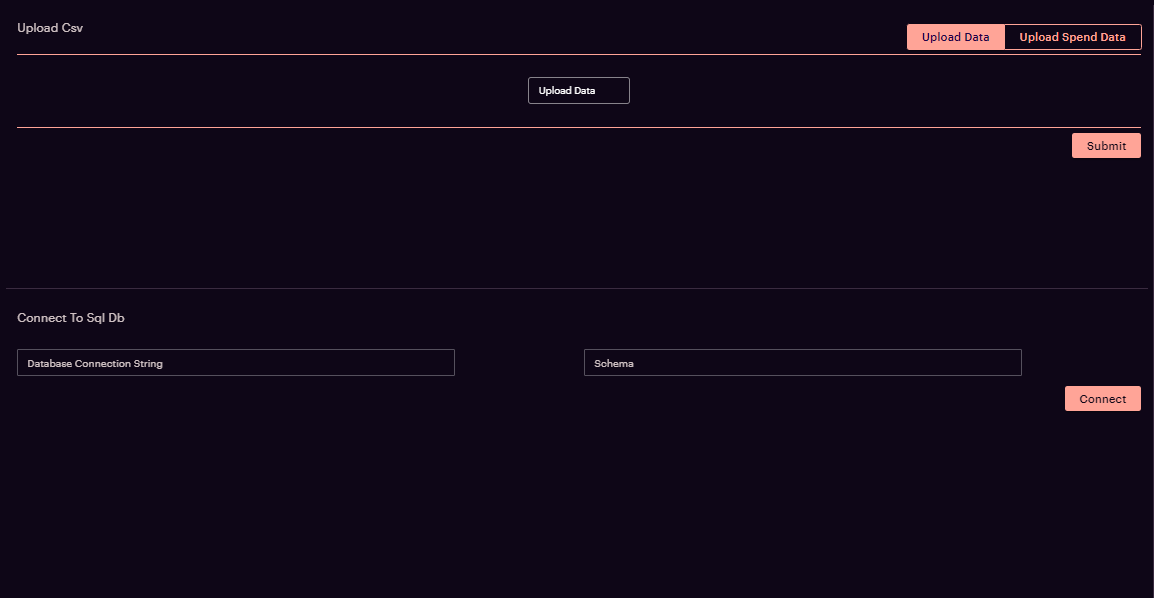 Upload Csv
Upload Data
Upload Spend Data
Upload Data
Submit
Connect To Sql Db
Database Connection String
Schema
Connect